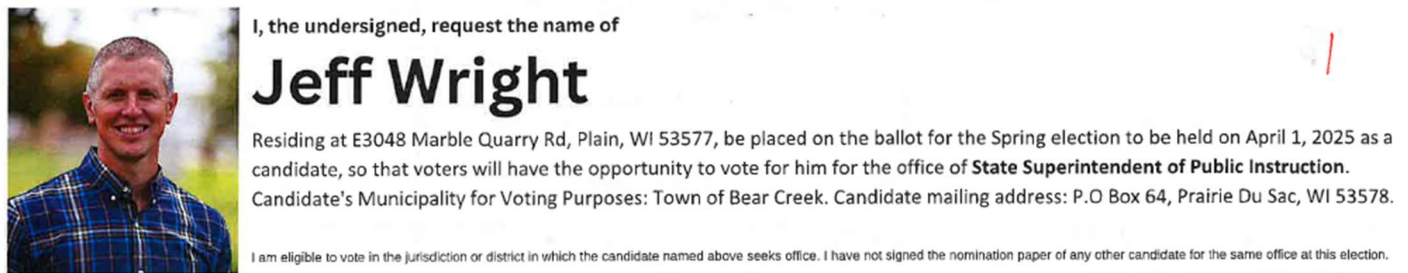 I, the undersigned, request the name of
Jeff Wright
Residing at E3048 Marble Quarry Rd, Plain, WI 53577, be placed on the ballot for the Spring election to be held on April 1, 2025 as a
candidate, so that voters will have the opportunity to vote for him for the office of State Superintendent of Public Instruction.
Candidate's Municipality for Voting Purposes: Town of Bear Creek. Candidate mailing address: P.O Box 64, Prairie Du Sac, WI 53578.
I am eligible to vote in the jurisdiction or district in which the candidate named above seeks office. I have not signed the nomination paper of any other candidate for the same office at this election.